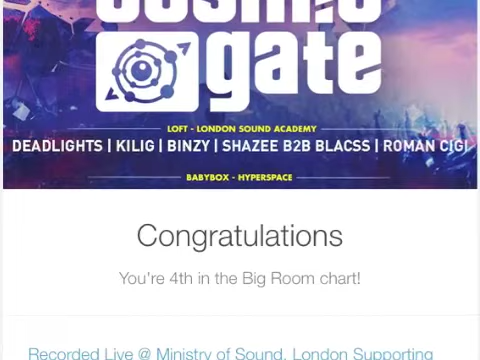 cosmic
gate
LOFT - LONDON SOUND ACADEMY
DEADLIGHTS | KILIG | BINZY | SHAZEE B2B BLACSS | ROMAN CIGI
BABYBOX - HYPERSPACE
Congratulations
You're 4th in the Big Room chart!
Recorded Live @ Ministry of Sound, London Supporting